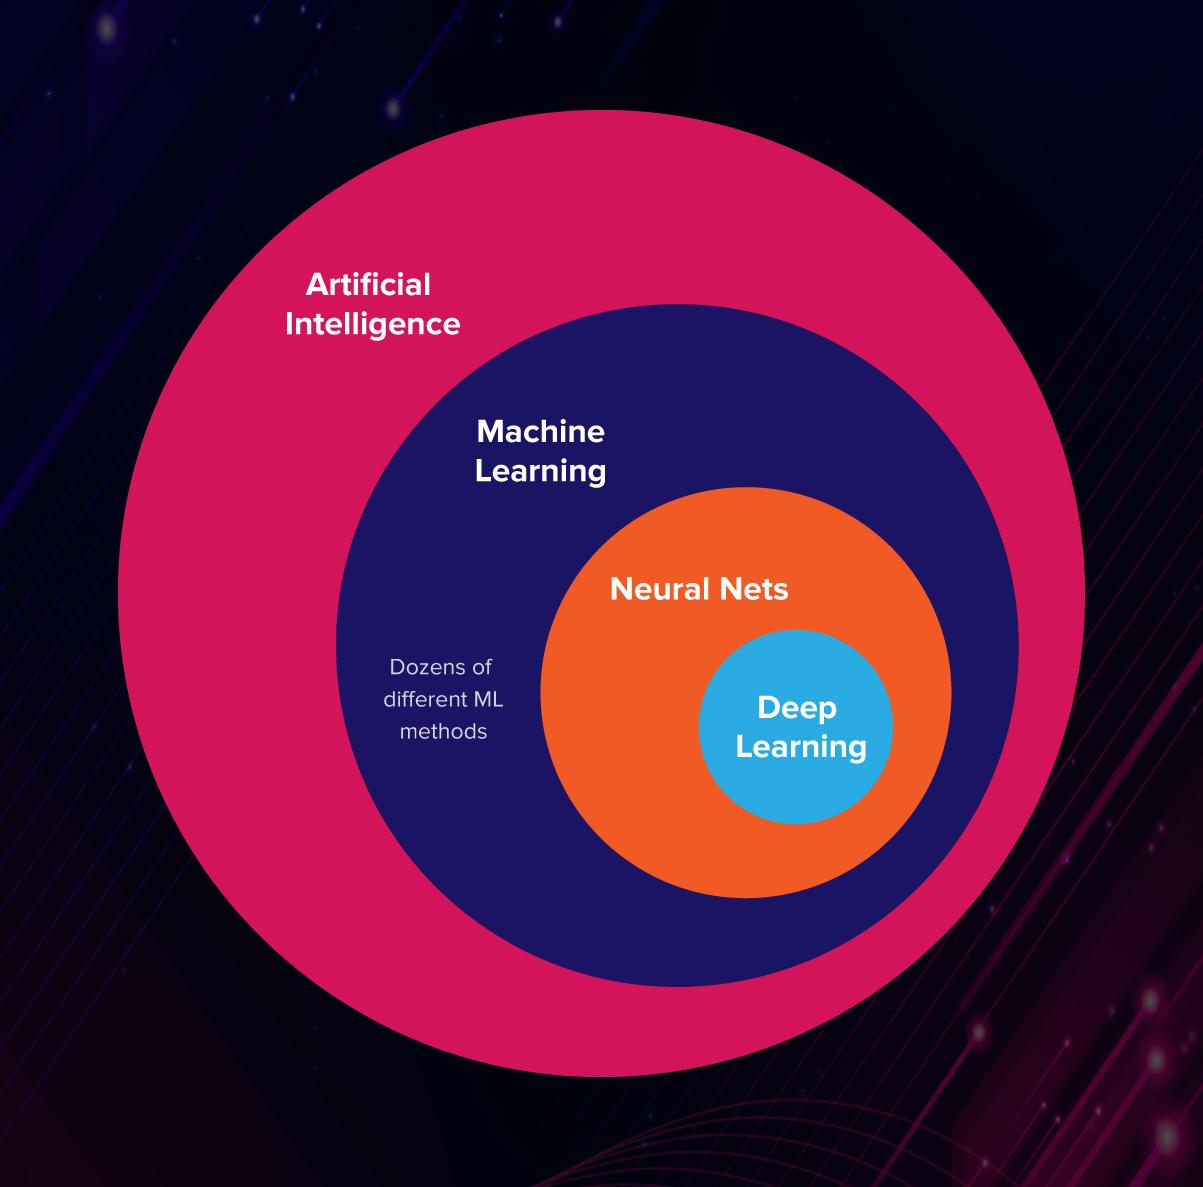 Artificial
Intelligence
Machine
Learning
Neural Nets
Dozens of
different ML
methods
Deep
Learning